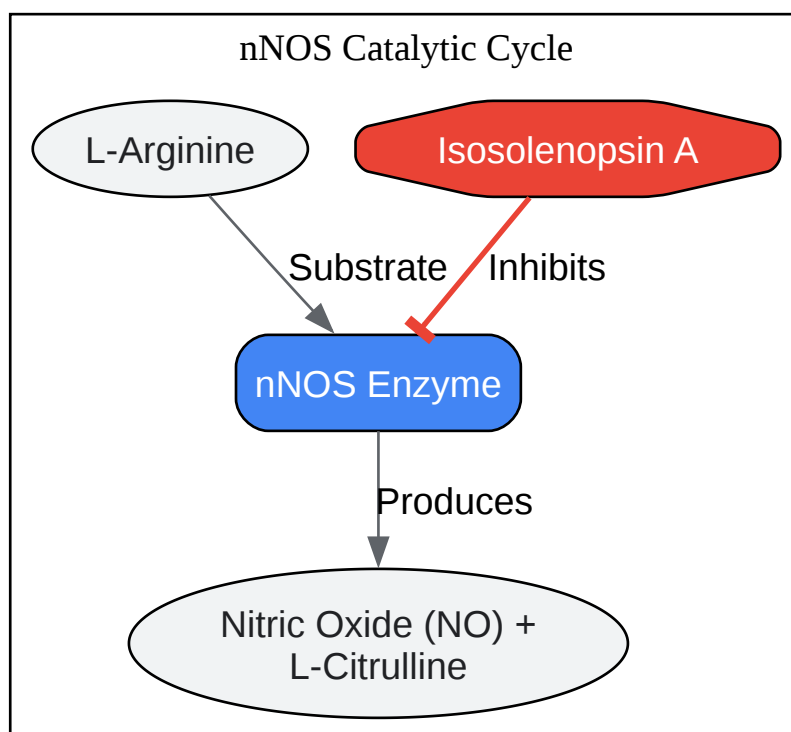 nNOS Catalytic Cycle
L-Arginine
Isosolenopsin A
Substrate
Inhibits
nNOS Enzyme
Produces
Nitric Oxide (NO) +
L-Citrulline